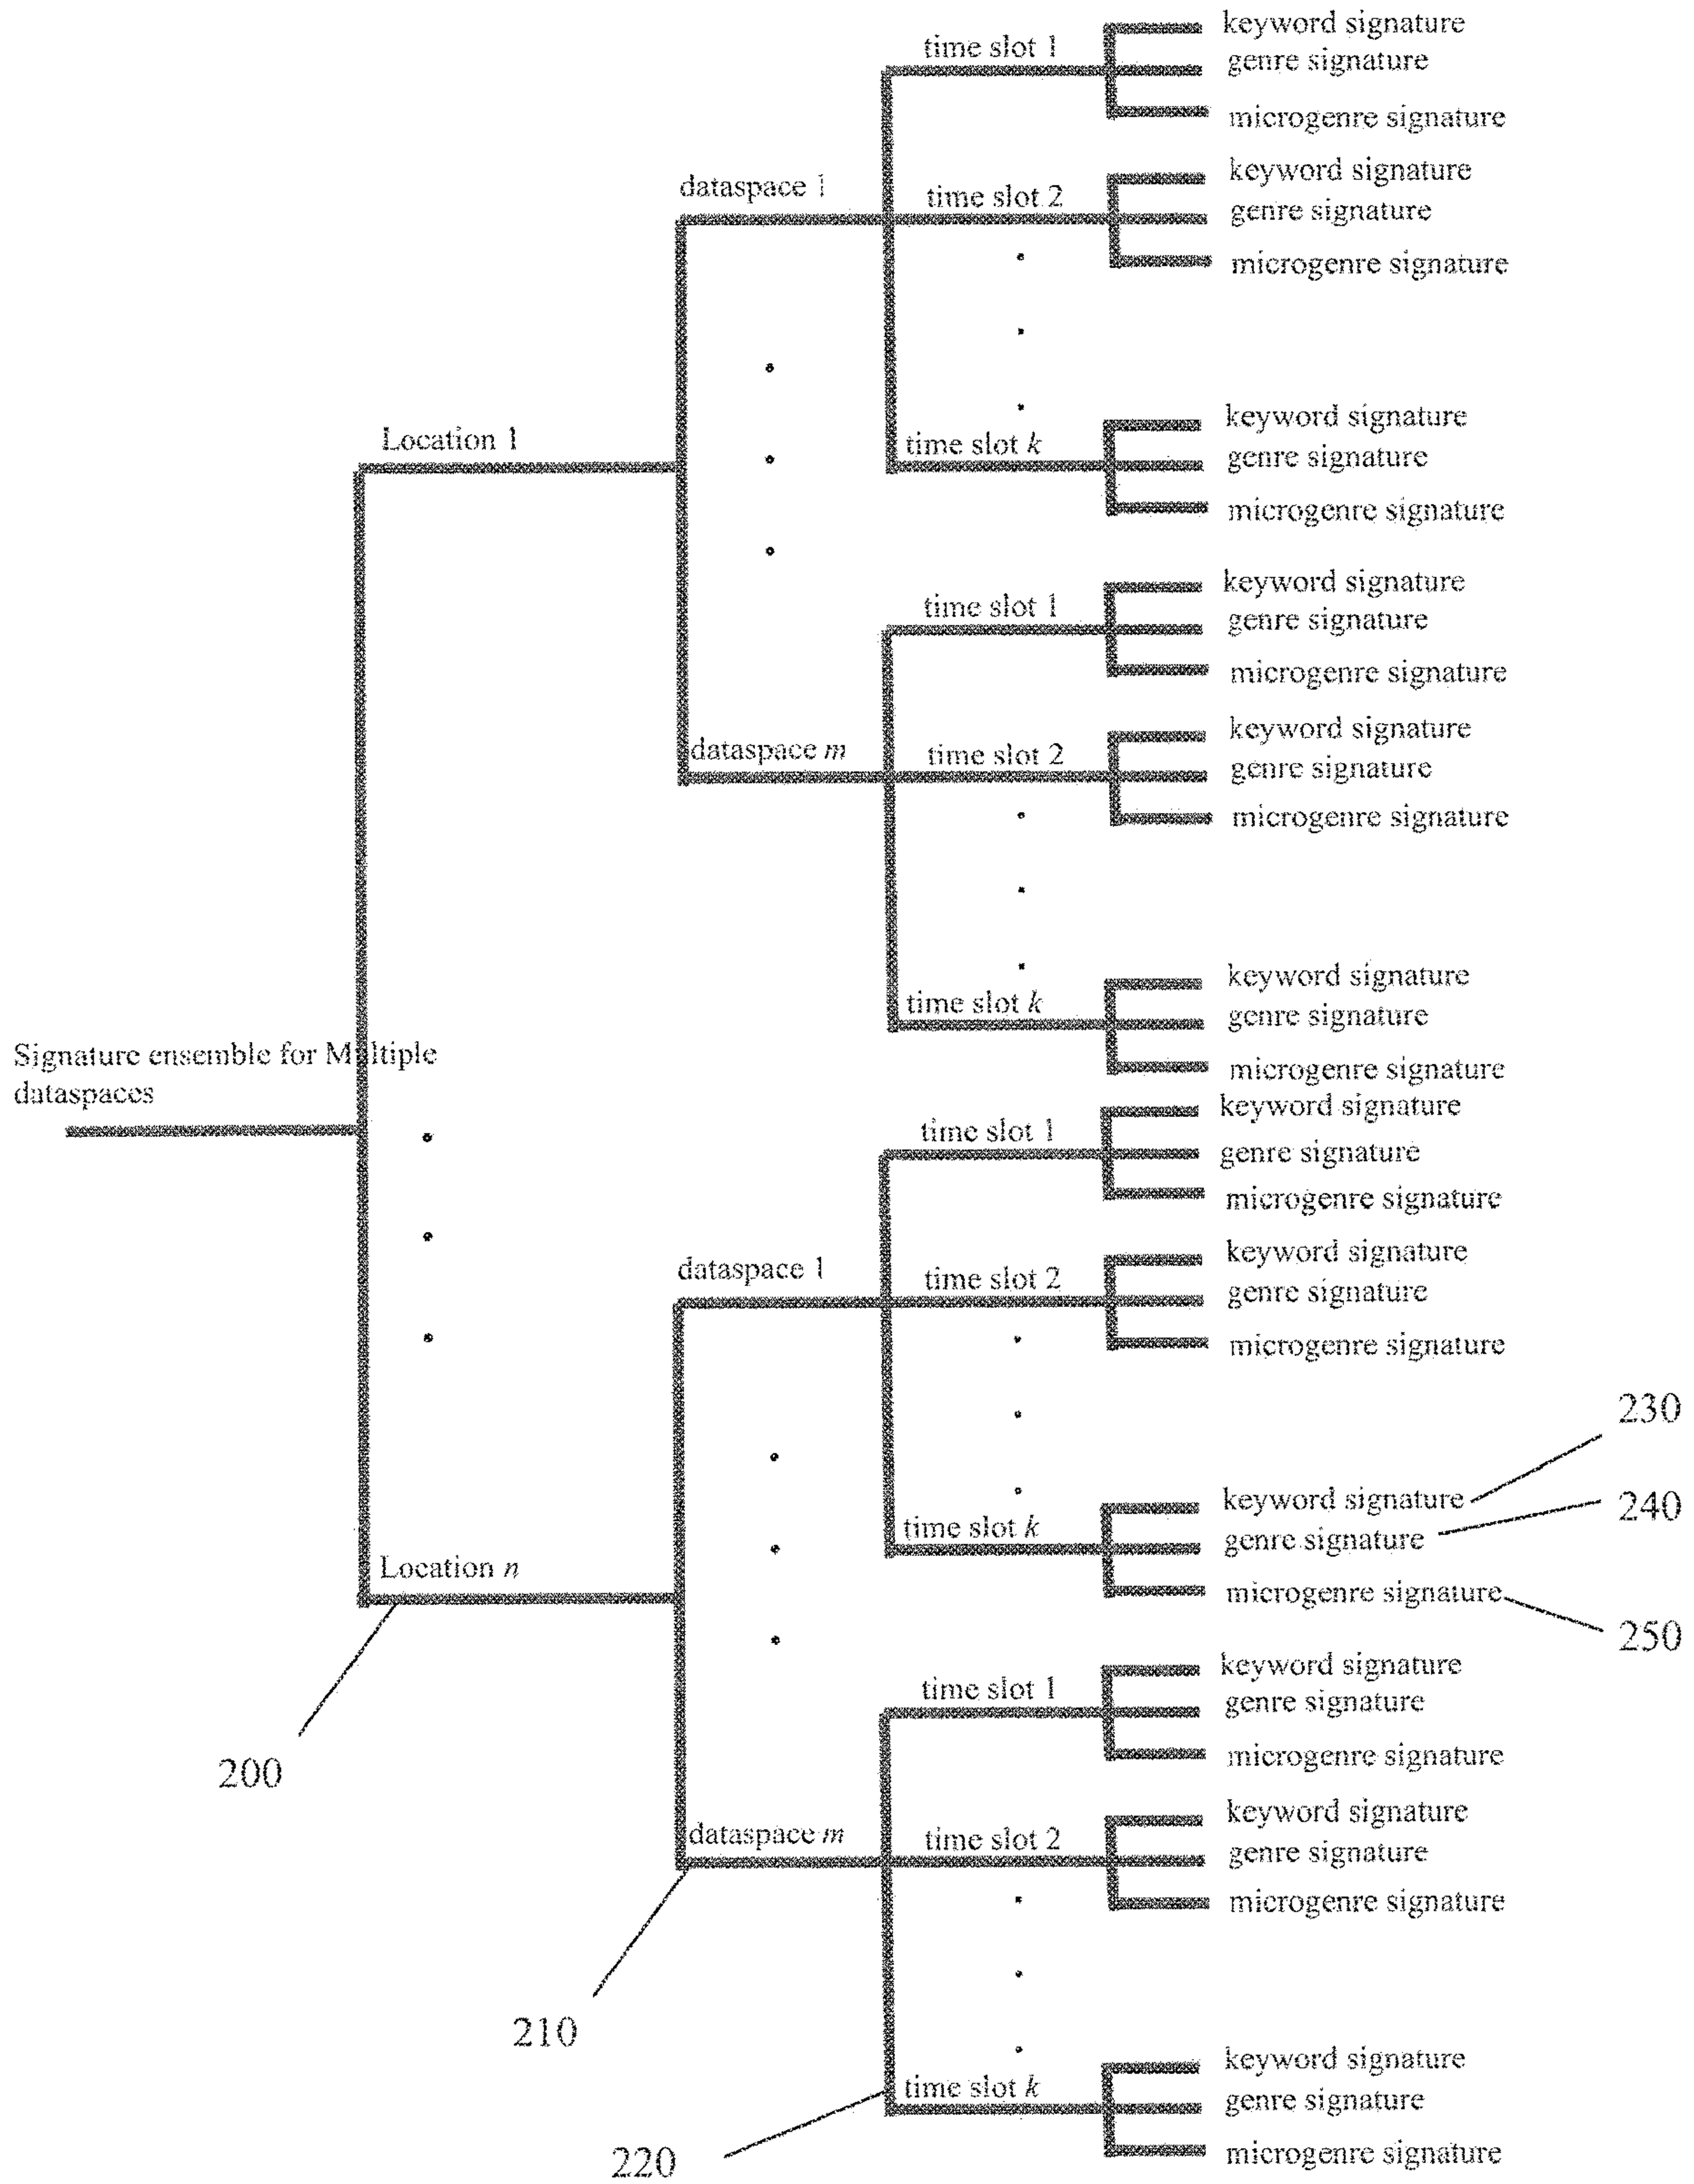 keyword signature
time slot 1
genre signature
microgenre signature
keyword signature
dataspace 1
time slot 2
genre signature
microgenre signature
keyword signature
Location 1
time slot k
genre signature
microgenre signature
keyword signature
time slot 1
genre signature
microgenre signature
keyword signature
dataspace m
time slot 2
genre signature
microgenre signature
keyword signature
time slot k
genre signature
microgenre signature
Signature ensemble for Multiple
dataspaces
keyword signature
time slot 1
genre signature
microgenre signature
keyword signature
dataspace 1
time slot 2
genre signature
microgenre signature
230
keyword signature
240
time slot k
genre signature
Location n
microgenre signature
250
keyword signature
time slot 1
genre signature
microgenre signature
200
keyword signature
dataspace m
time slot 2
genre signature
microgenre signature
210
keyword signature
time slot k
genre signature
microgenre signature
220